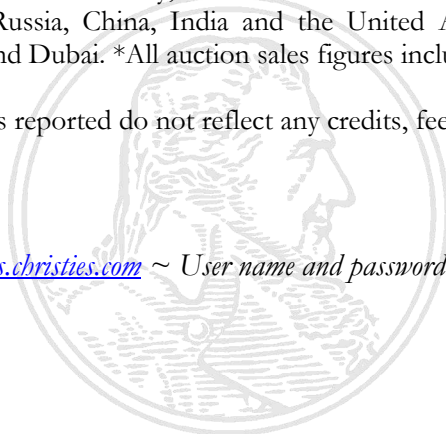 Russia, China, India and the United A
nd Dubai. *All auction sales figures inclu
s reported do not reflect any credits, fee
s.christies.com ~ User name and password